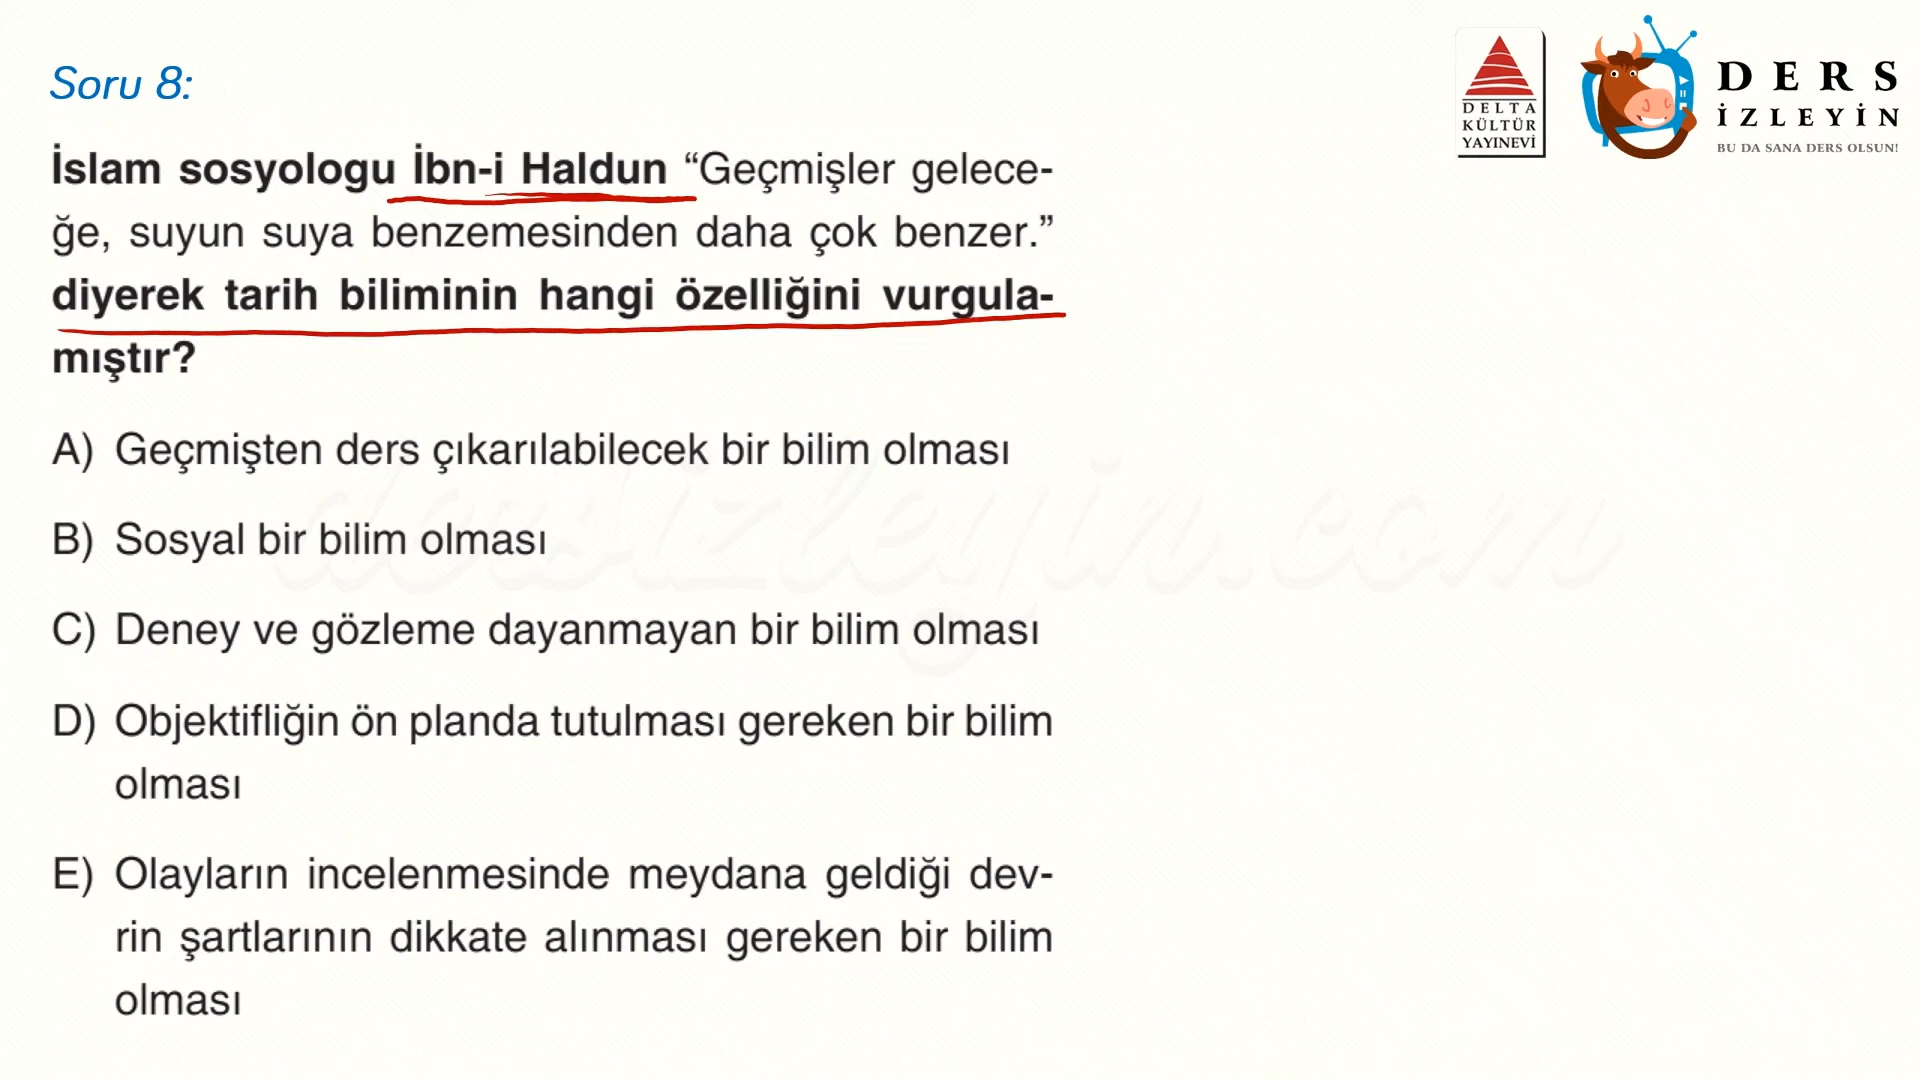 Soru 8:
İslam sosyologu İbn-i Haldun “Geçmişler gelece-
ğe, suyun suya benzemesinden daha çok benzer.”
diyerek tarih biliminin hangi özelliğini vurgula-
mıştır?
A) Geçmişten ders çıkarılabilecek bir bilim olması
B) Sosyal bir bilim olması
C) Deney ve gözleme dayanmayan bir bilim olması
D) Objektifliğin ön planda tutulması gereken bir bilim
olması
E) Olayların incelenmesinde meydana geldiği dev-
rin şartlarının dikkate alınması gereken bir bilim
olması
DELTA
KÜLTÜR
YAYINEVİ
DERS
İZLEYİN
BU DA SANA DERS OLSUN!
dersizleyin.com